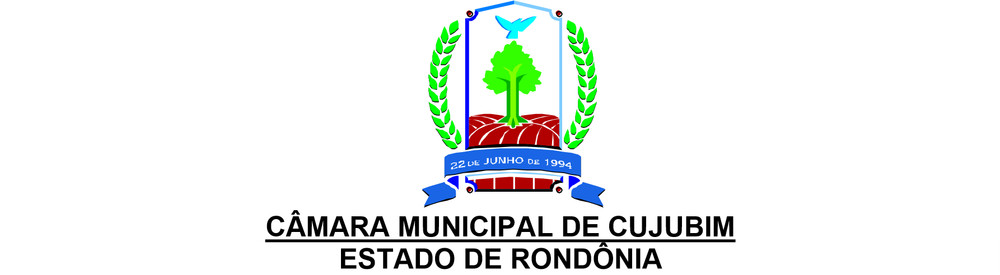 22 DE JUNHO DE 1994
CÂMARA MUNICIPAL DE CUJUBIM
ESTADO DE RONDÔNIA